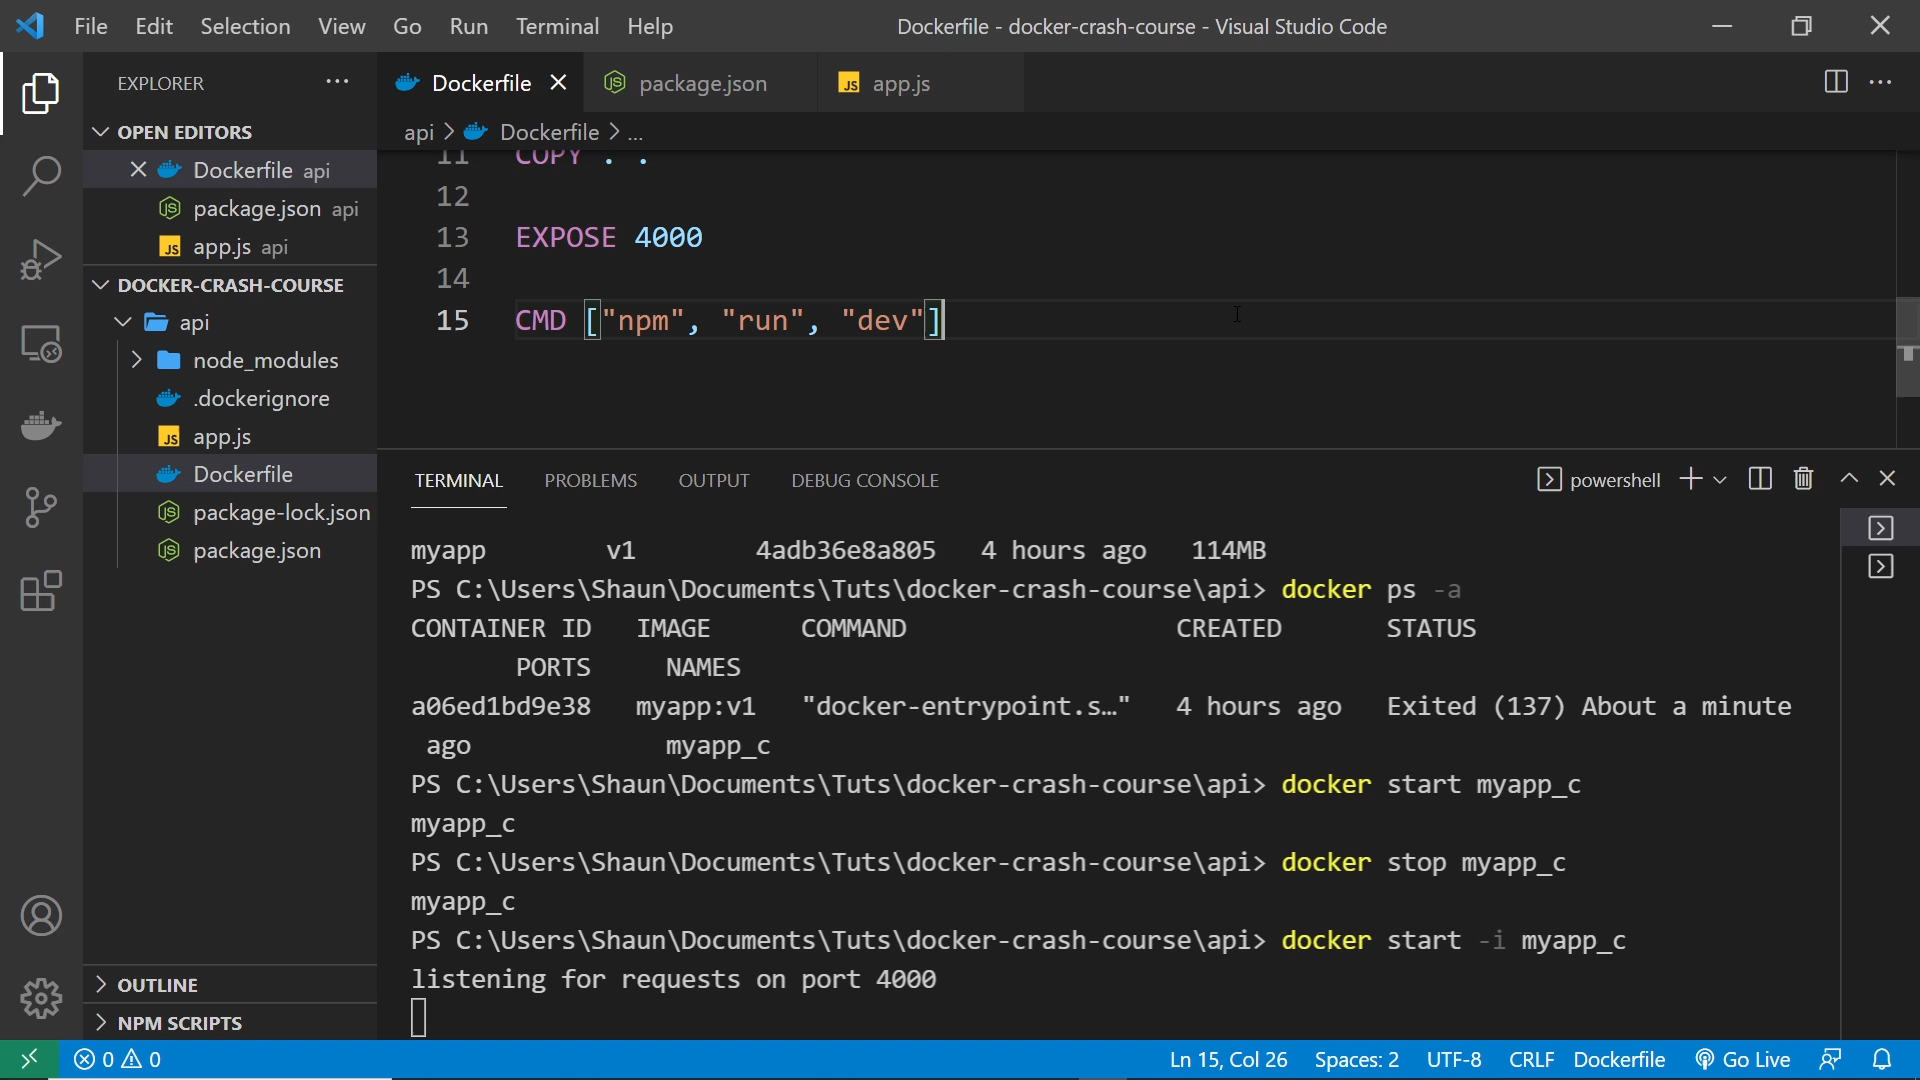 File Edit Selection View Go Run Terminal Help Dockerfile - docker-crash-course - Visual Studio Code
EXPLORER
OPEN EDITORS
Dockerfile api
package.json api
app.js api
DOCKER-CRASH-COURSE
api
node_modules
.dockerignore
app.js
Dockerfile
package-lock.json
package.json
OUTLINE
NPM SCRIPTS
Dockerfile package.json app.js
api > Dockerfile > ...
11 COPY . .
12
13 EXPOSE 4000
14
15 CMD ["npm", "run", "dev"]
TERMINAL PROBLEMS OUTPUT DEBUG CONSOLE powershell
myapp v1 4adb36e8a805 4 hours ago 114MB
PS C:\Users\Shaun\Documents\Tuts\docker-crash-course\api> docker ps -a
CONTAINER ID IMAGE COMMAND CREATED STATUS
PORTS NAMES
a06ed1bd9e38 myapp:v1 "docker-entrypoint.s…" 4 hours ago Exited (137) About a minute
ago myapp_c
PS C:\Users\Shaun\Documents\Tuts\docker-crash-course\api> docker start myapp_c
myapp_c
PS C:\Users\Shaun\Documents\Tuts\docker-crash-course\api> docker stop myapp_c
myapp_c
PS C:\Users\Shaun\Documents\Tuts\docker-crash-course\api> docker start -i myapp_c
listening for requests on port 4000
0 0 Ln 15, Col 26 Spaces: 2 UTF-8 CRLF Dockerfile Go Live